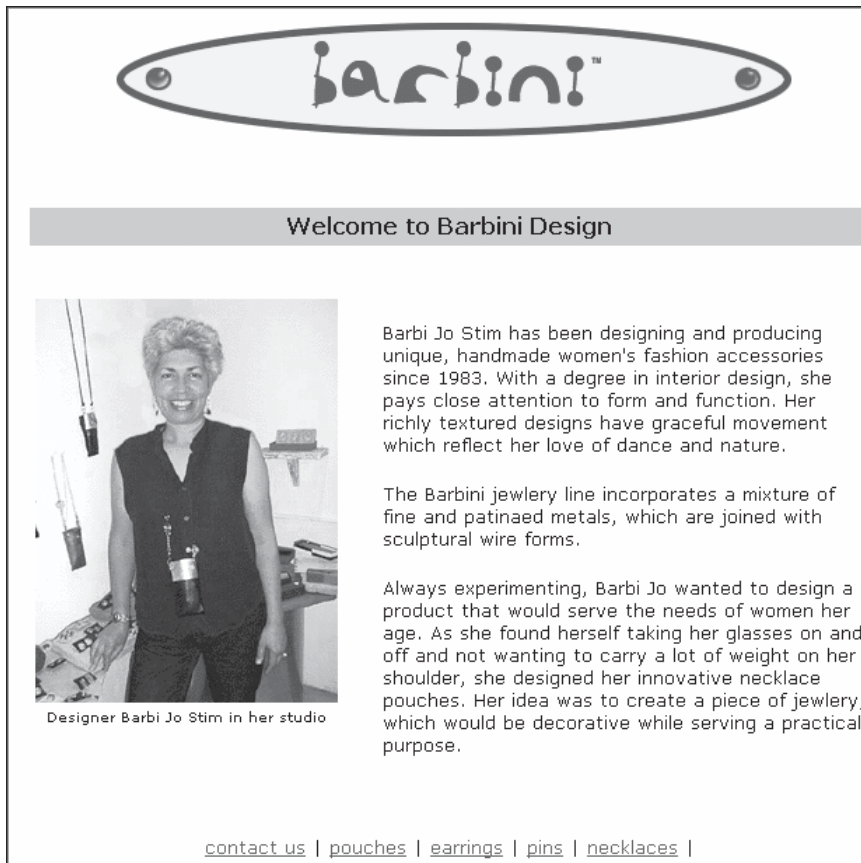 barbini™
Welcome to Barbini Design
Barbi Jo Stim has been designing and producing
unique, handmade women's fashion accessories
since 1983. With a degree in interior design, she
pays close attention to form and function. Her
richly textured designs have graceful movement
which reflect her love of dance and nature.
The Barbini jewlery line incorporates a mixture of
fine and patinaed metals, which are joined with
sculptural wire forms.
Always experimenting, Barbi Jo wanted to design a
product that would serve the needs of women her
age. As she found herself taking her glasses on and
off and not wanting to carry a lot of weight on her
shoulder, she designed her innovative necklace
pouches. Her idea was to create a piece of jewlery,
which would be decorative while serving a practical
purpose.
Designer Barbi Jo Stim in her studio
contact us | pouches | earrings | pins | necklaces |